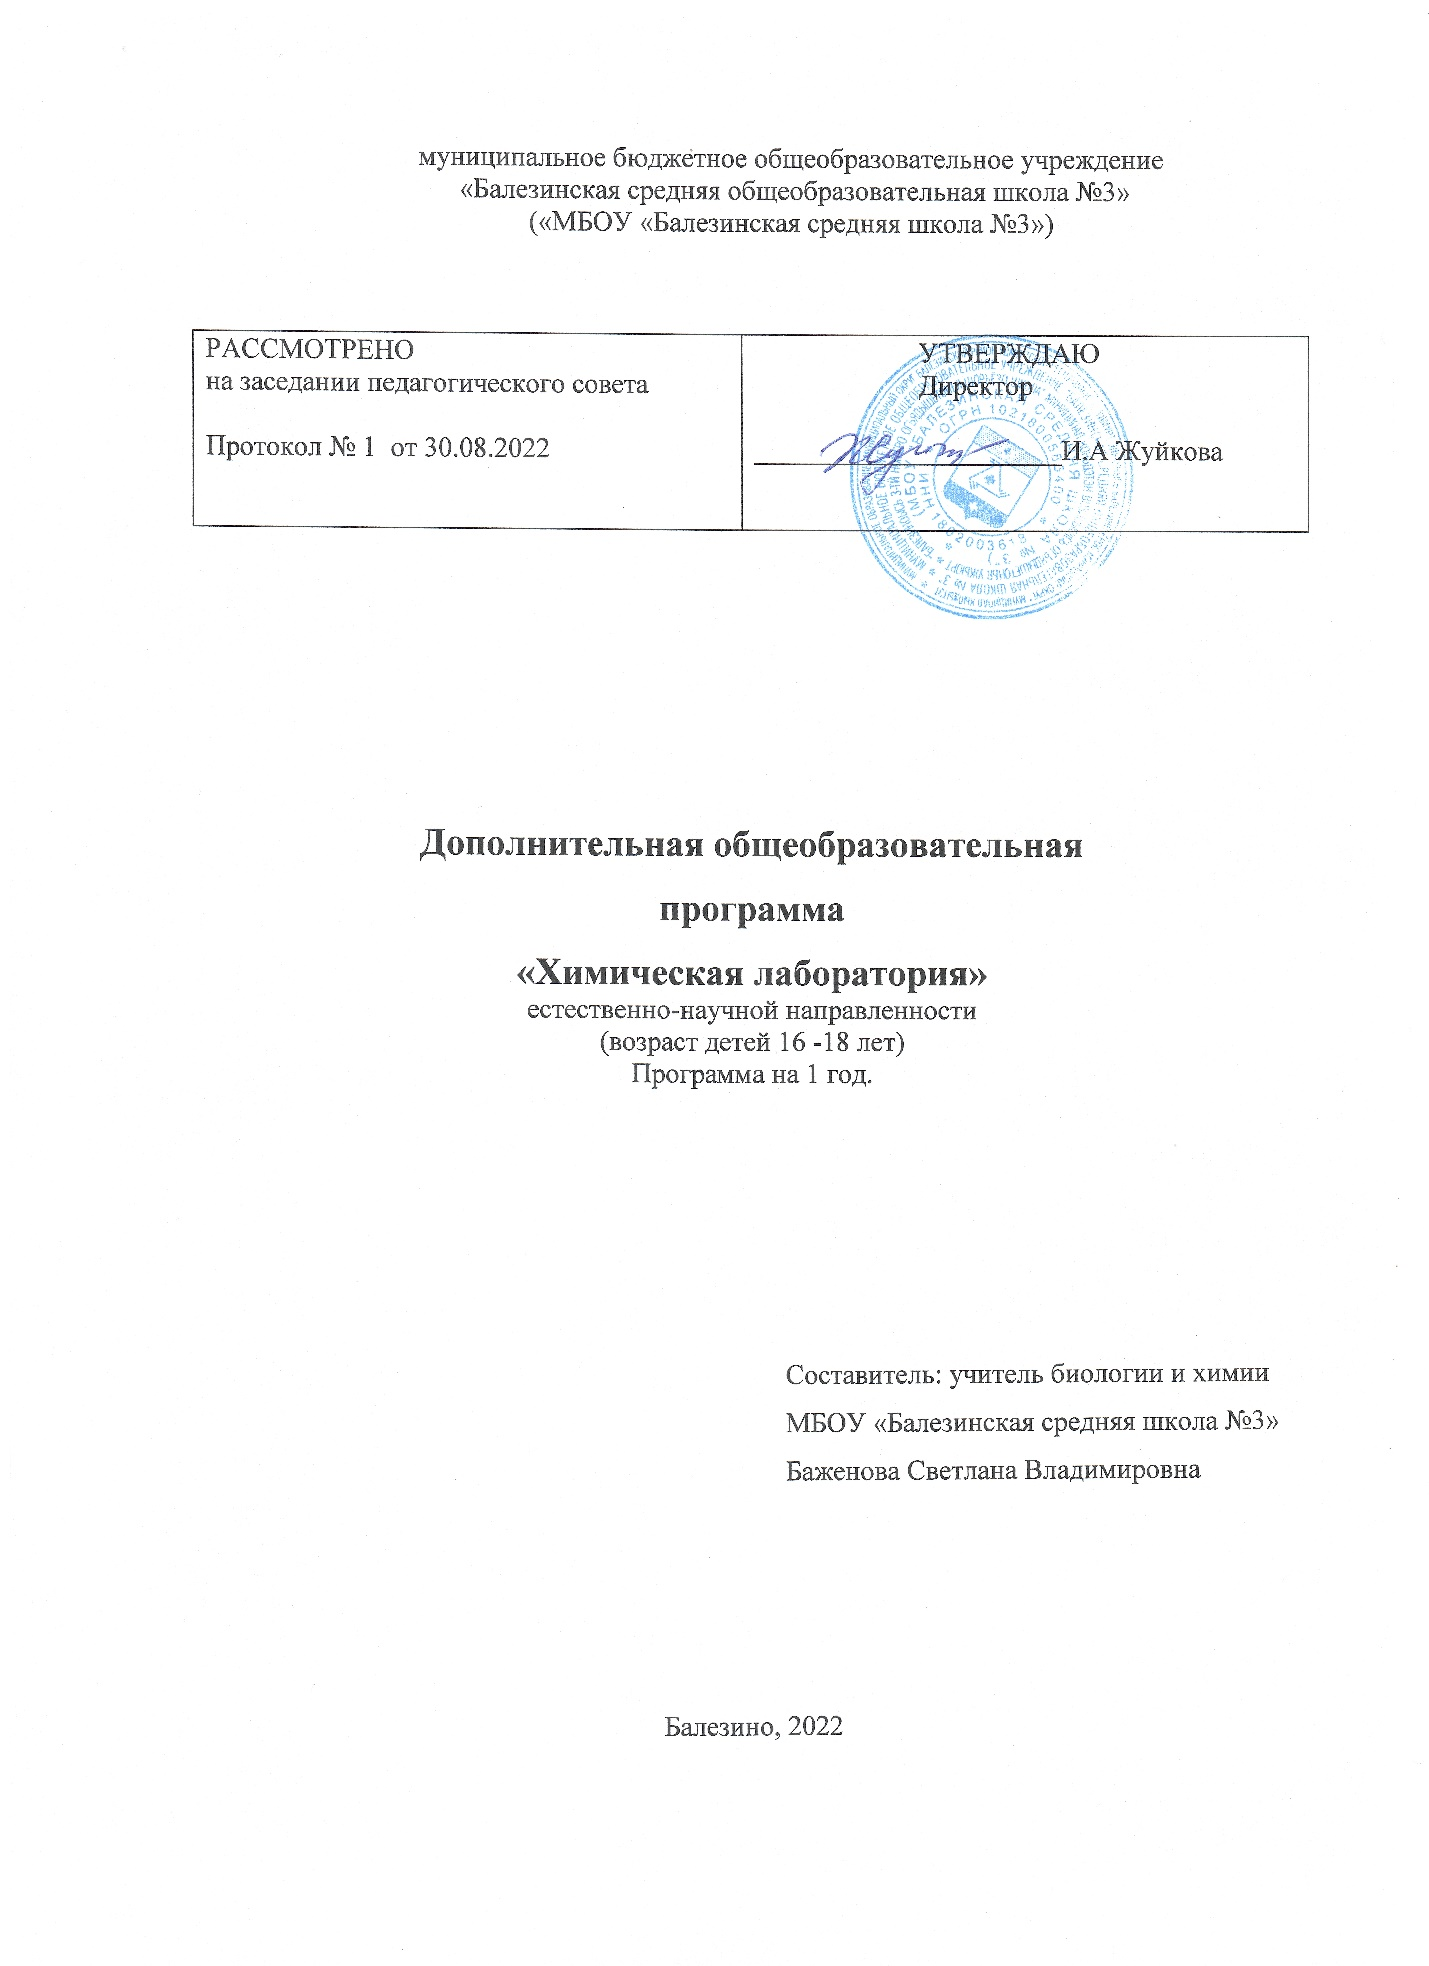 муниципальное бюджетное общеобразовательное учреждение
«Балезинская средняя общеобразовательная школа №3»
(«МБОУ «Балезинская средняя школа №3»)
РАССМОТРЕНО
на заседании педагогического совета
Протокол № 1 от 30.08.2022
УТВЕРЖДАЮ
Директор
И.А Жуйкова
Дополнительная общеобразовательная
программа
«Химическая лаборатория»
естественно-научной направленности
(возраст детей 16 -18 лет)
Программа на 1 год.
Составитель: учитель биологии и химии
МБОУ «Балезинская средняя школа №3»
Баженова Светлана Владимировна
Балезино, 2022